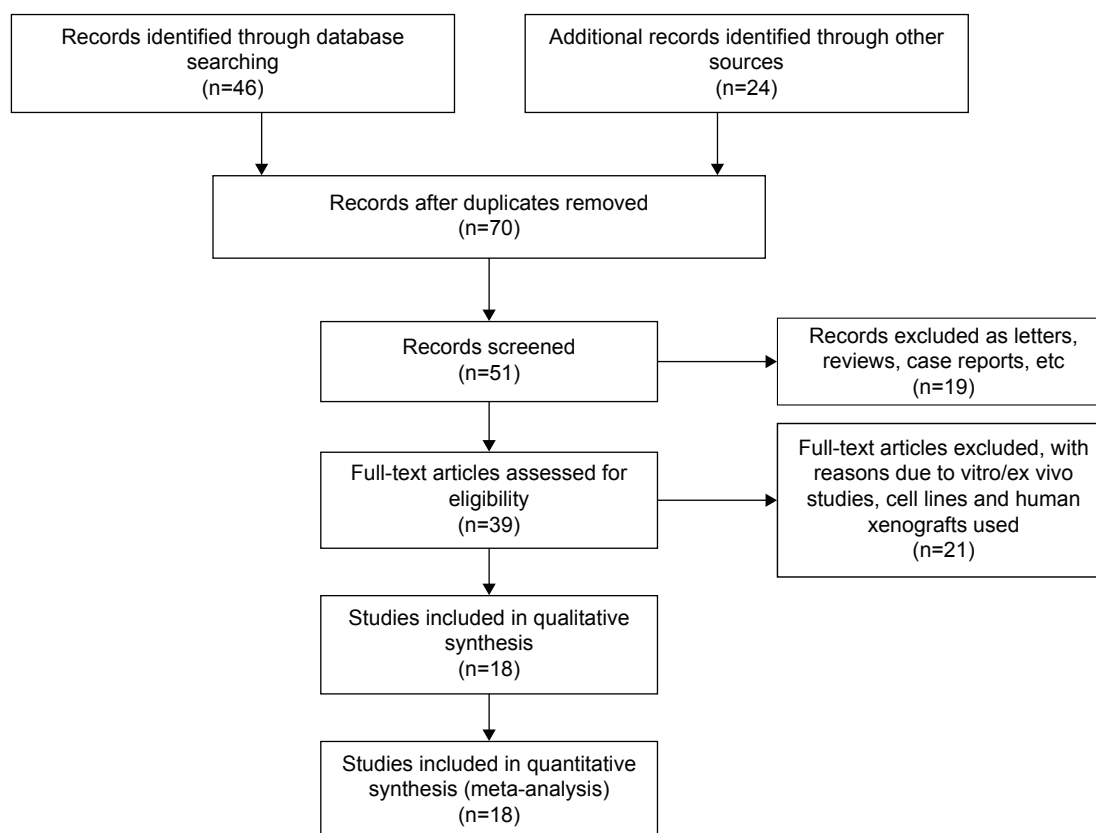 Records identified through database
searching
(n=46)
Additional records identified through other
sources
(n=24)
Records after duplicates removed
(n=70)
Records screened
(n=51)
Records excluded as letters,
reviews, case reports, etc
(n=19)
Full-text articles assessed for
eligibility
(n=39)
Full-text articles excluded, with
reasons due to vitro/ex vivo
studies, cell lines and human
xenografts used
(n=21)
Studies included in qualitative
synthesis
(n=18)
Studies included in quantitative
synthesis (meta-analysis)
(n=18)